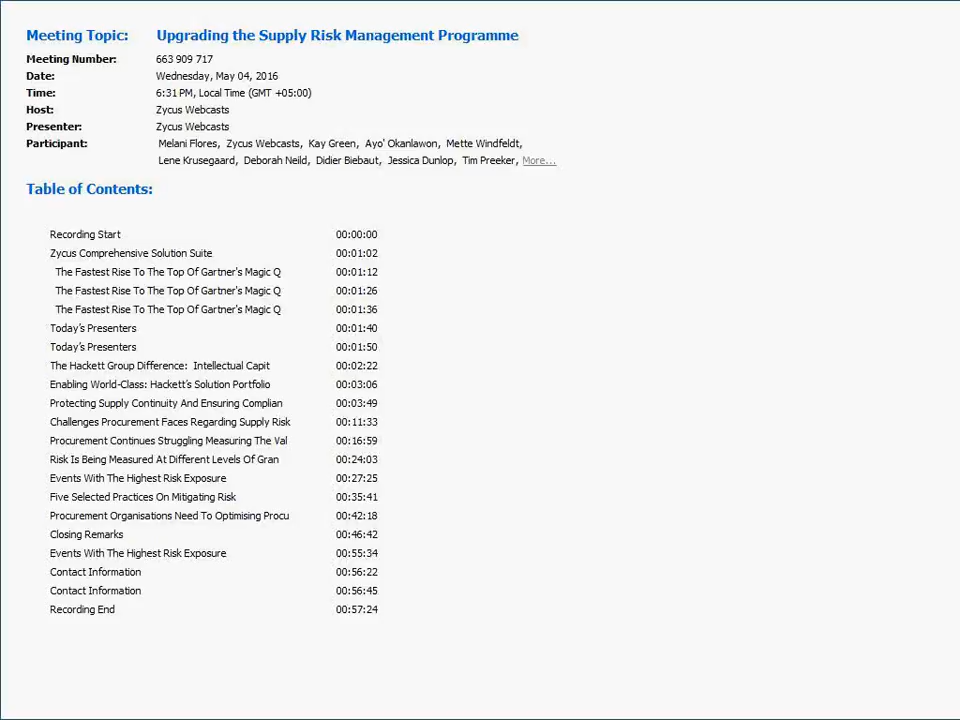 Meeting Topic: Upgrading the Supply Risk Management Programme
Meeting Number: 663 909 717
Date: Wednesday, May 04, 2016
Time: 6:31 PM, Local Time (GMT +05:00)
Host: Zycus Webcasts
Presenter: Zycus Webcasts
Participant: Melani Flores, Zycus Webcasts, Kay Green, Ayo' Okanlawon, Mette Windfeldt,
Lene Krusegaard, Deborah Neild, Didier Biebaut, Jessica Dunlop, Tim Preeker, More...
Table of Contents:
Recording Start 00:00:00
Zycus Comprehensive Solution Suite 00:01:02
The Fastest Rise To The Top Of Gartner's Magic Q 00:01:12
The Fastest Rise To The Top Of Gartner's Magic Q 00:01:26
The Fastest Rise To The Top Of Gartner's Magic Q 00:01:36
Today's Presenters 00:01:40
Today's Presenters 00:01:50
The Hackett Group Difference: Intellectual Capit 00:02:22
Enabling World-Class: Hackett's Solution Portfolio 00:03:06
Protecting Supply Continuity And Ensuring Complian 00:03:49
Challenges Procurement Faces Regarding Supply Risk 00:11:33
Procurement Continues Struggling Measuring The Val 00:16:59
Risk Is Being Measured At Different Levels Of Gran 00:24:03
Events With The Highest Risk Exposure 00:27:25
Five Selected Practices On Mitigating Risk 00:35:41
Procurement Organisations Need To Optimising Procu 00:42:18
Closing Remarks 00:46:42
Events With The Highest Risk Exposure 00:55:34
Contact Information 00:56:22
Contact Information 00:56:45
Recording End 00:57:24